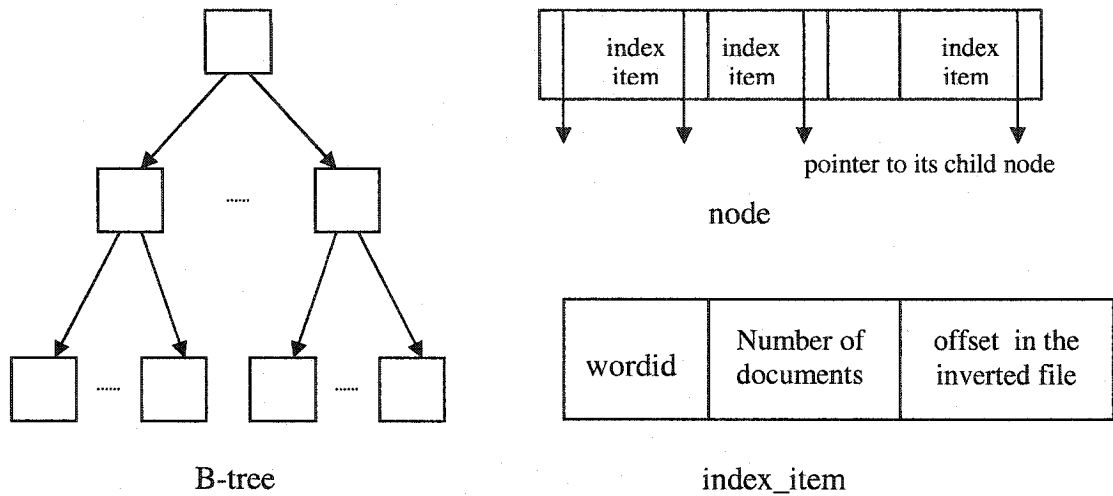 index item
index item
index item
pointer to its child node
node
......
......
......
wordid
Number of documents
offset in the inverted file
B-tree
index_item